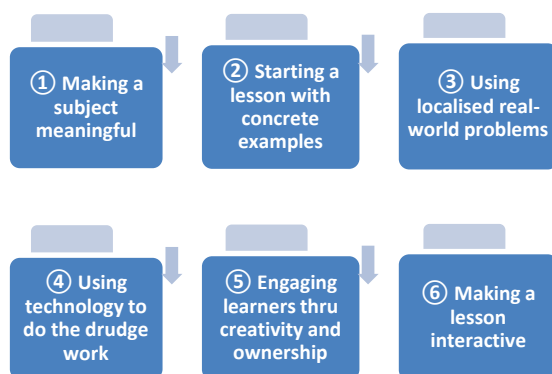 ① Making a
subject
meaningful
② Starting a
lesson with
concrete
examples
③ Using
localised real-
world problems
④ Using
technology to
do the drudge
work
⑤ Engaging
learners thru
creativity and
ownership
⑥ Making a
lesson
interactive